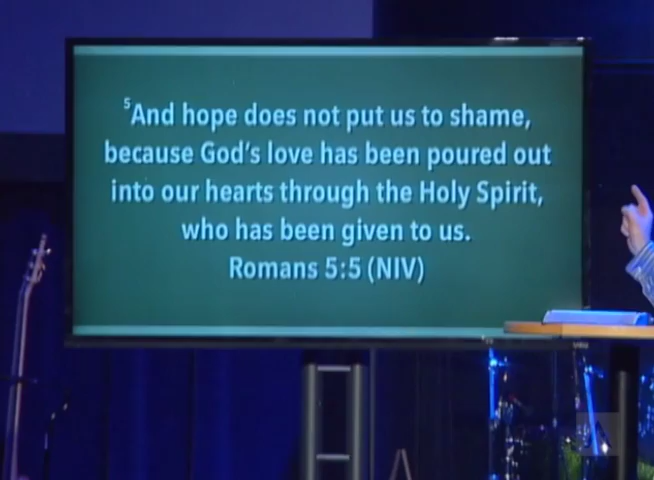 ⁵And hope does not put us to shame,
because God's love has been poured out
into our hearts through the Holy Spirit,
who has been given to us.
Romans 5:5 (NIV)